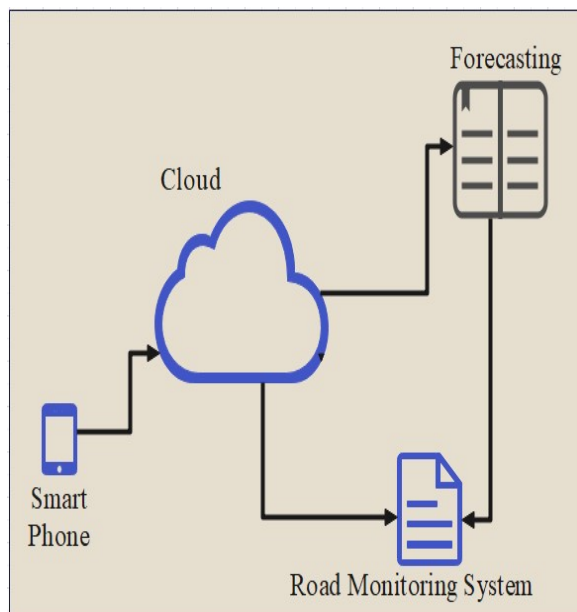 Forecasting
Cloud
Smart
Phone
Road Monitoring System